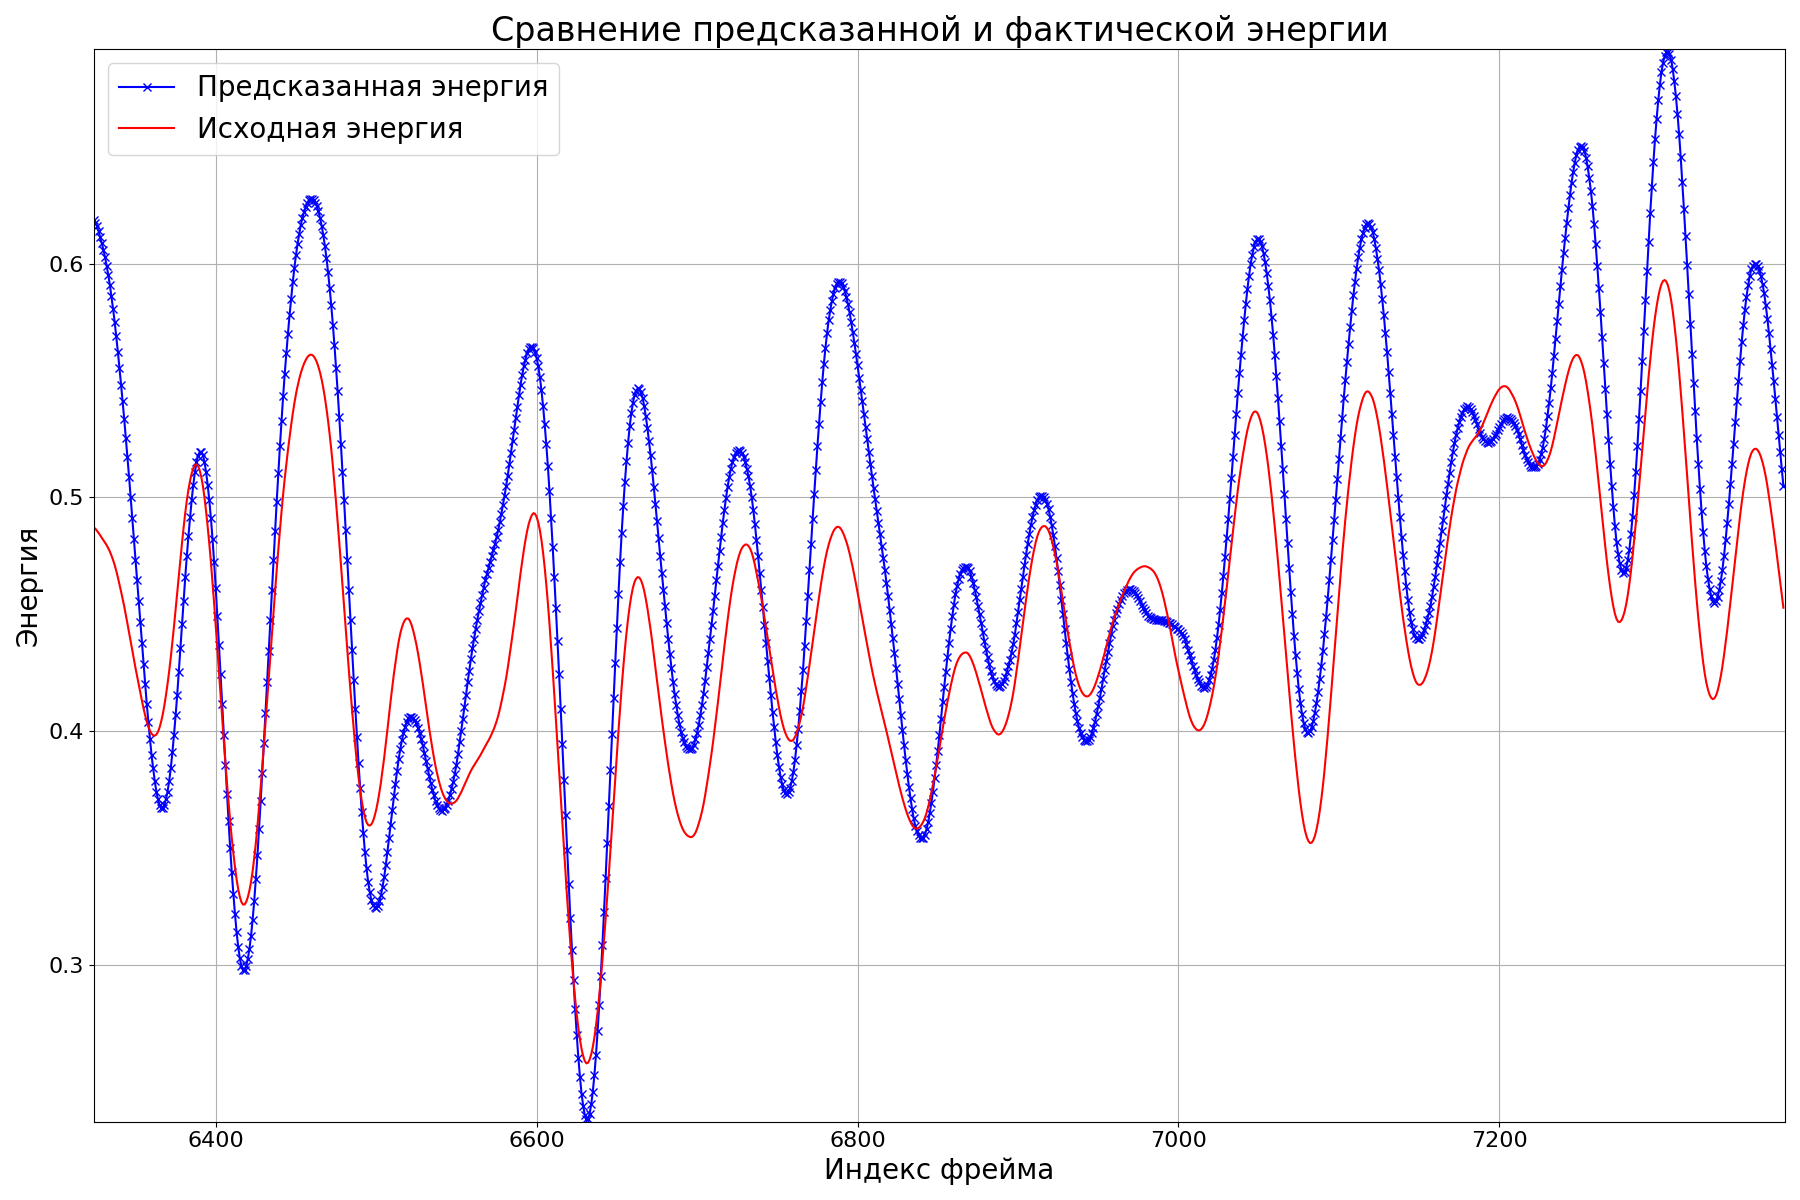 Сравнение предсказанной и фактической энергии
Предсказанная энергия
Исходная энергия
0.6
0.5
0.4
0.3
Энергия
6400 6600 6800 7000 7200
Индекс фрейма